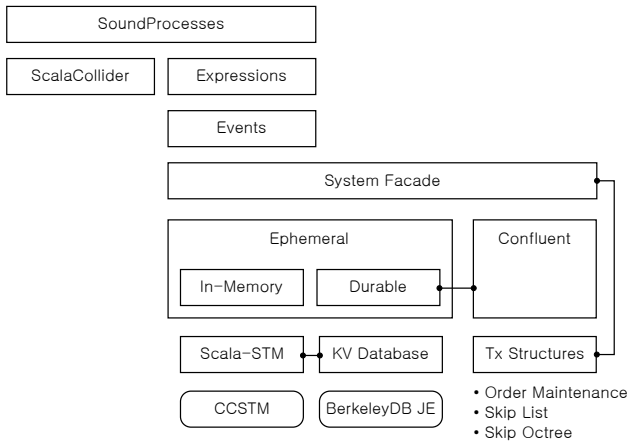 SoundProcesses
ScalaCollider
Expressions
Events
System Facade
Ephemeral
Confluent
In-Memory
Durable
Scala-STM
KV Database
Tx Structures
CCSTM
BerkeleyDB JE
• Order Maintenance
• Skip List
• Skip Octree